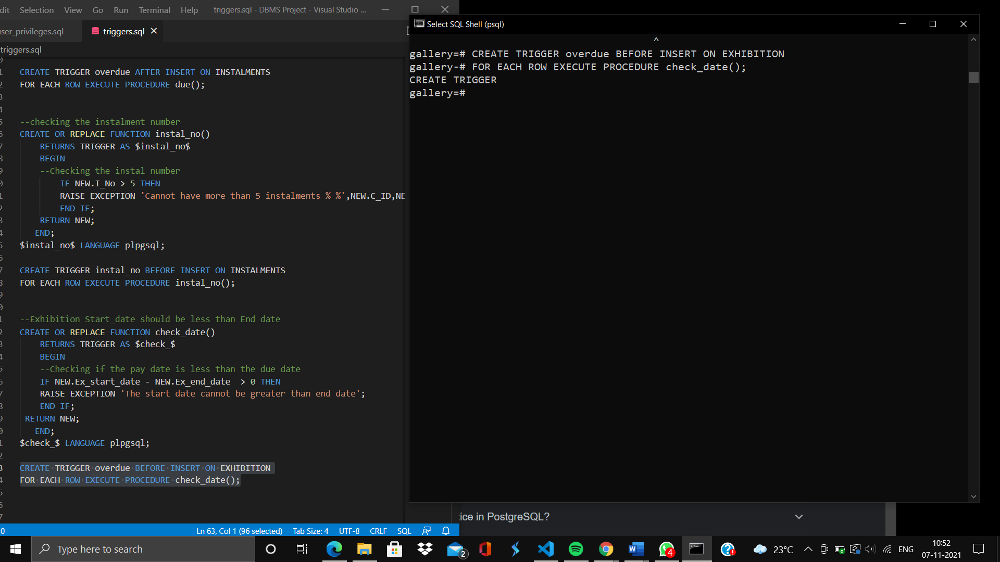 dit Selection View Go Run Terminal Help triggers.sql - DBMS Project - Visual Studio ...
ser_privileges.sql
triggers.sql
triggers.sql
CREATE TRIGGER overdue AFTER INSERT ON INSTALMENTS
FOR EACH ROW EXECUTE PROCEDURE due();
--checking the instalment number
CREATE OR REPLACE FUNCTION instal_no()
RETURNS TRIGGER AS $instal_no$
BEGIN
--Checking the instal number
IF NEW.I_No > 5 THEN
RAISE EXCEPTION 'Cannot have more than 5 instalments % %',NEW.C_ID,NE
END IF;
RETURN NEW;
END;
$instal_no$ LANGUAGE plpgsql;
CREATE TRIGGER instal_no BEFORE INSERT ON INSTALMENTS
FOR EACH ROW EXECUTE PROCEDURE instal_no();
--Exhibition Start_date should be less than End date
CREATE OR REPLACE FUNCTION check_date()
RETURNS TRIGGER AS $check_$
BEGIN
--Checking if the pay date is less than the due date
IF NEW.Ex_start_date - NEW.Ex_end_date  > 0 THEN
RAISE EXCEPTION 'The start date cannot be greater than end date';
END IF;
RETURN NEW;
END;
$check_$ LANGUAGE plpgsql;
CREATE TRIGGER overdue BEFORE INSERT ON EXHIBITION
FOR EACH ROW EXECUTE PROCEDURE check_date();
0 Ln 63, Col 1 (96 selected) Tab Size: 4 UTF-8 CRLF SQL
Select SQL Shell (psql)
^
gallery=# CREATE TRIGGER overdue BEFORE INSERT ON EXHIBITION
gallery-# FOR EACH ROW EXECUTE PROCEDURE check_date();
CREATE TRIGGER
gallery=#
ice in PostgreSQL?
Type here to search
2
4
23°C
ENG
10:52
07-11-2021